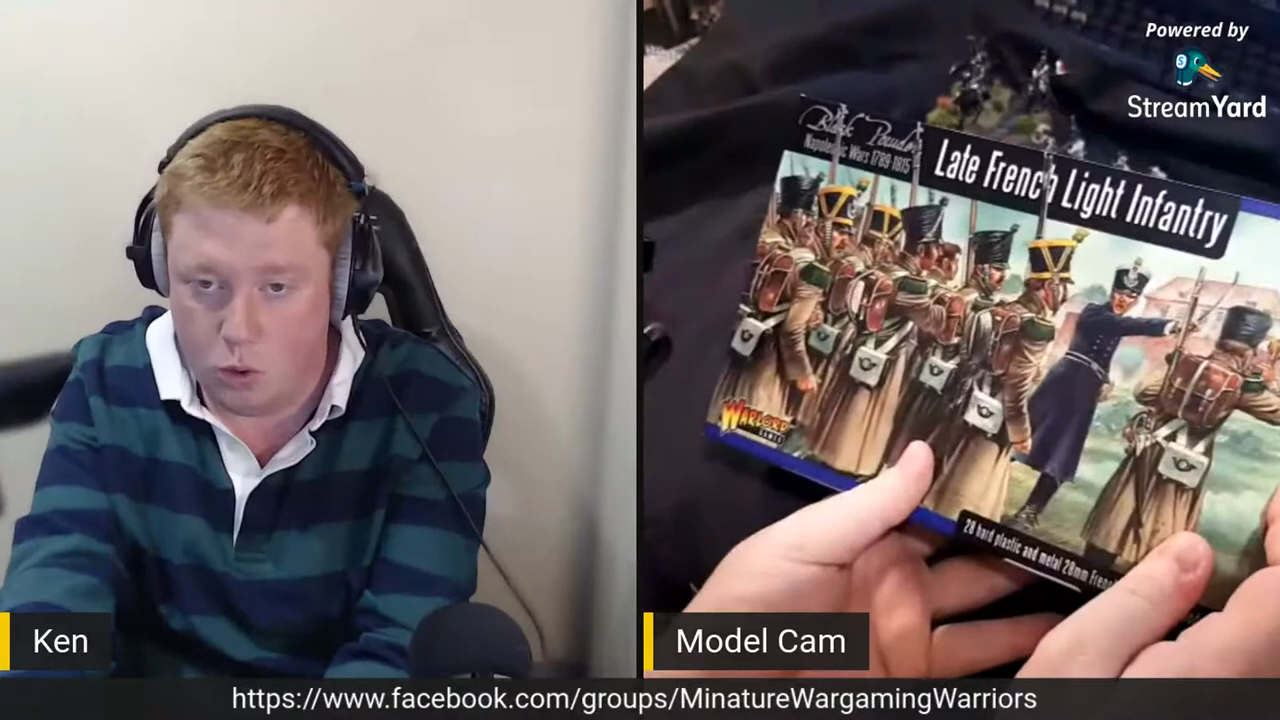 Powered by
StreamYard
Black Powder
Napoleonic Wars 1789-1815
Late French Light Infantry
WARLORD
GAMES
28 hard plastic and metal 28mm
Ken
Model Cam
https://www.facebook.com/groups/MinatureWargamingWarriors